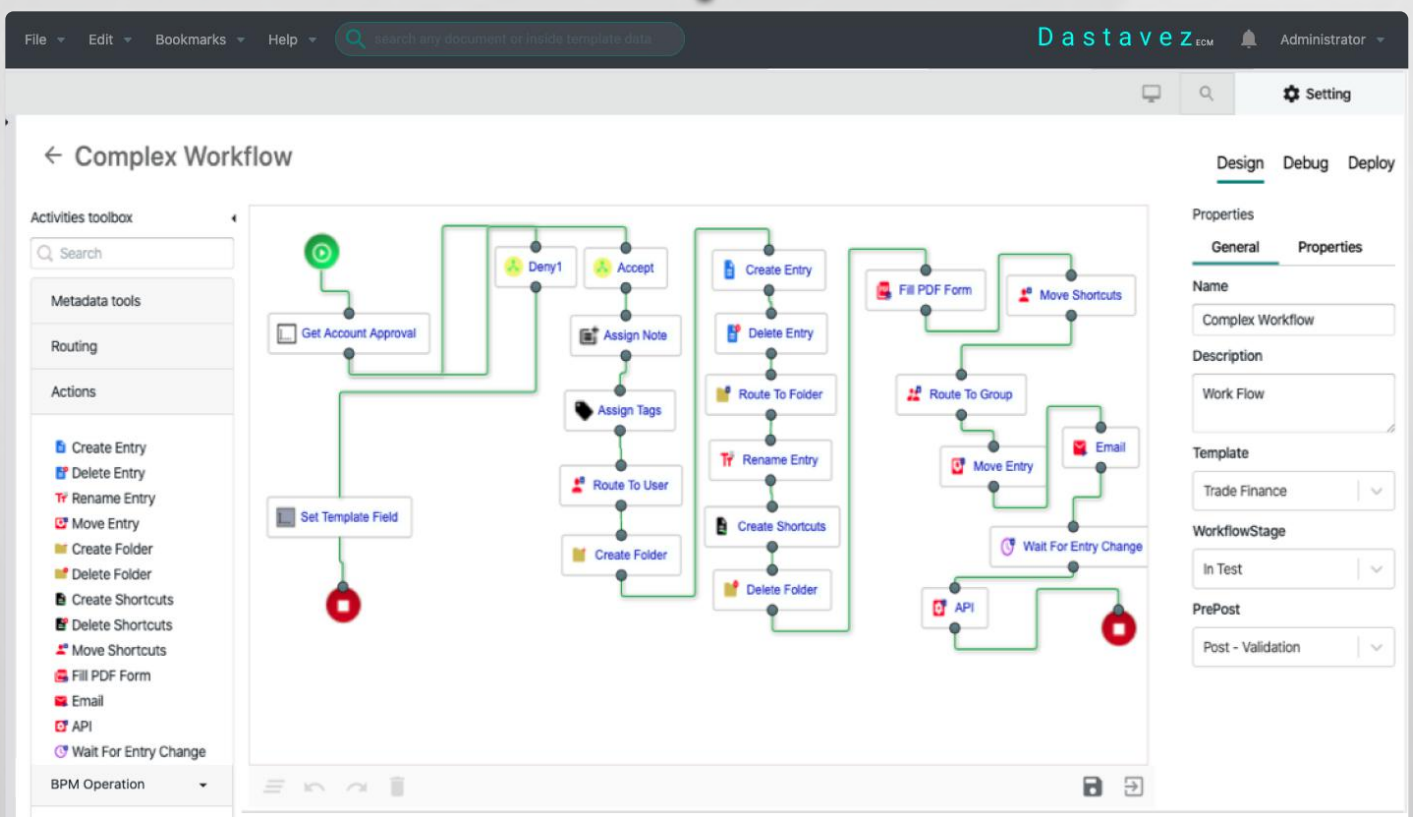 File Edit Bookmarks Help search any document or inside template data Dastavez ECM Administrator
Setting
Complex Workflow
Design Debug Deploy
Activities toolbox
Search
Metadata tools
Routing
Actions
Create Entry
Delete Entry
Rename Entry
Move Entry
Create Folder
Delete Folder
Create Shortcuts
Delete Shortcuts
Move Shortcuts
Fill PDF Form
Email
API
Wait For Entry Change
BPM Operation
Get Account Approval
Set Template Field
Deny1
Accept
Assign Note
Assign Tags
Route To User
Create Folder
Create Entry
Delete Entry
Route To Folder
Rename Entry
Create Shortcuts
Delete Folder
Fill PDF Form
Move Shortcuts
Route To Group
Move Entry
Email
Wait For Entry Change
API
Properties
General Properties
Name
Complex Workflow
Description
Work Flow
Template
Trade Finance
WorkflowStage
In Test
PrePost
Post - Validation